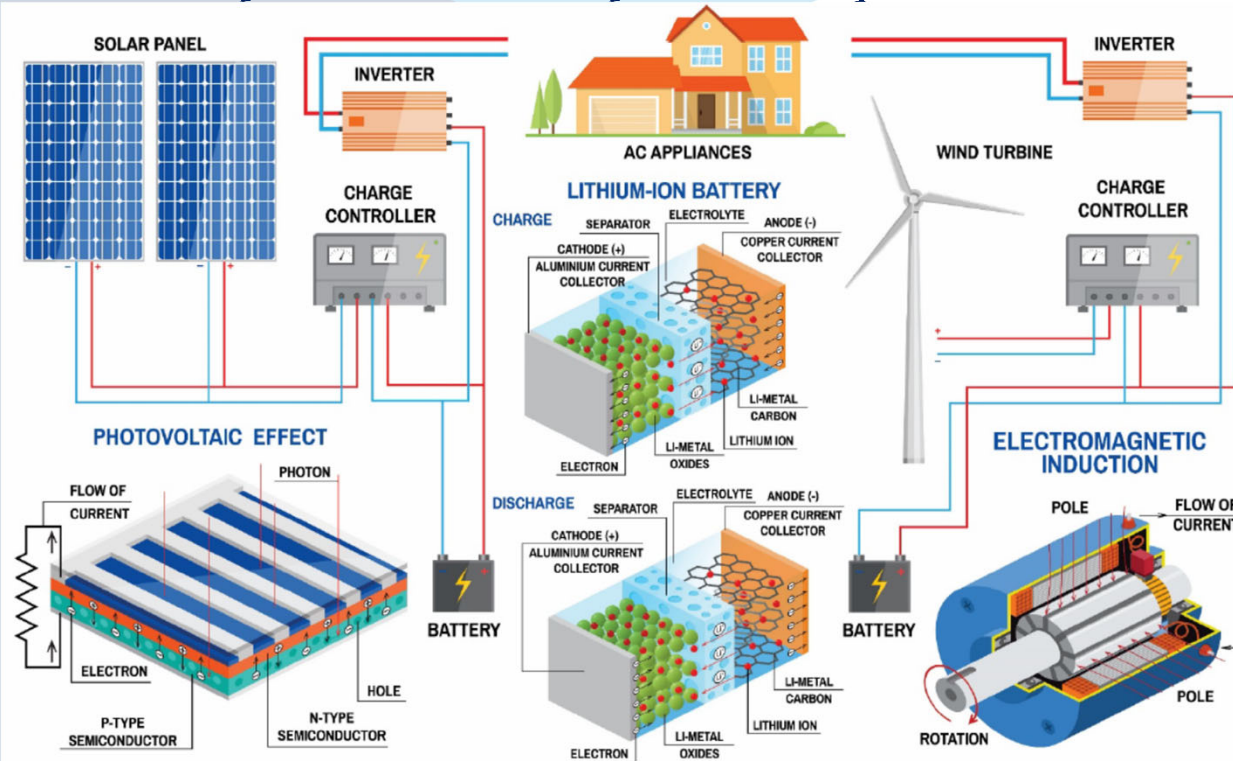 SOLAR PANEL
INVERTER
CHARGE
CONTROLLER
- +
- +
AC APPLIANCES
INVERTER
WIND TURBINE
CHARGE
CONTROLLER
+
-
LITHIUM-ION BATTERY
CHARGE
SEPARATOR
ELECTROLYTE
ANODE (-)
COPPER CURRENT
COLLECTOR
CATHODE (+)
ALUMINIUM CURRENT
COLLECTOR
LI-METAL
CARBON
LITHIUM ION
LI-METAL
OXIDES
ELECTRON
PHOTOVOLTAIC EFFECT
PHOTON
FLOW OF
CURRENT
ELECTRON
HOLE
P-TYPE
SEMICONDUCTOR
N-TYPE
SEMICONDUCTOR
BATTERY
DISCHARGE
SEPARATOR
ELECTROLYTE
ANODE (-)
COPPER CURRENT
COLLECTOR
CATHODE (+)
ALUMINIUM CURRENT
COLLECTOR
LI-METAL
CARBON
LITHIUM ION
LI-METAL
OXIDES
ELECTRON
BATTERY
ELECTROMAGNETIC
INDUCTION
POLE
FLOW OF
CURRENT
POLE
ROTATION